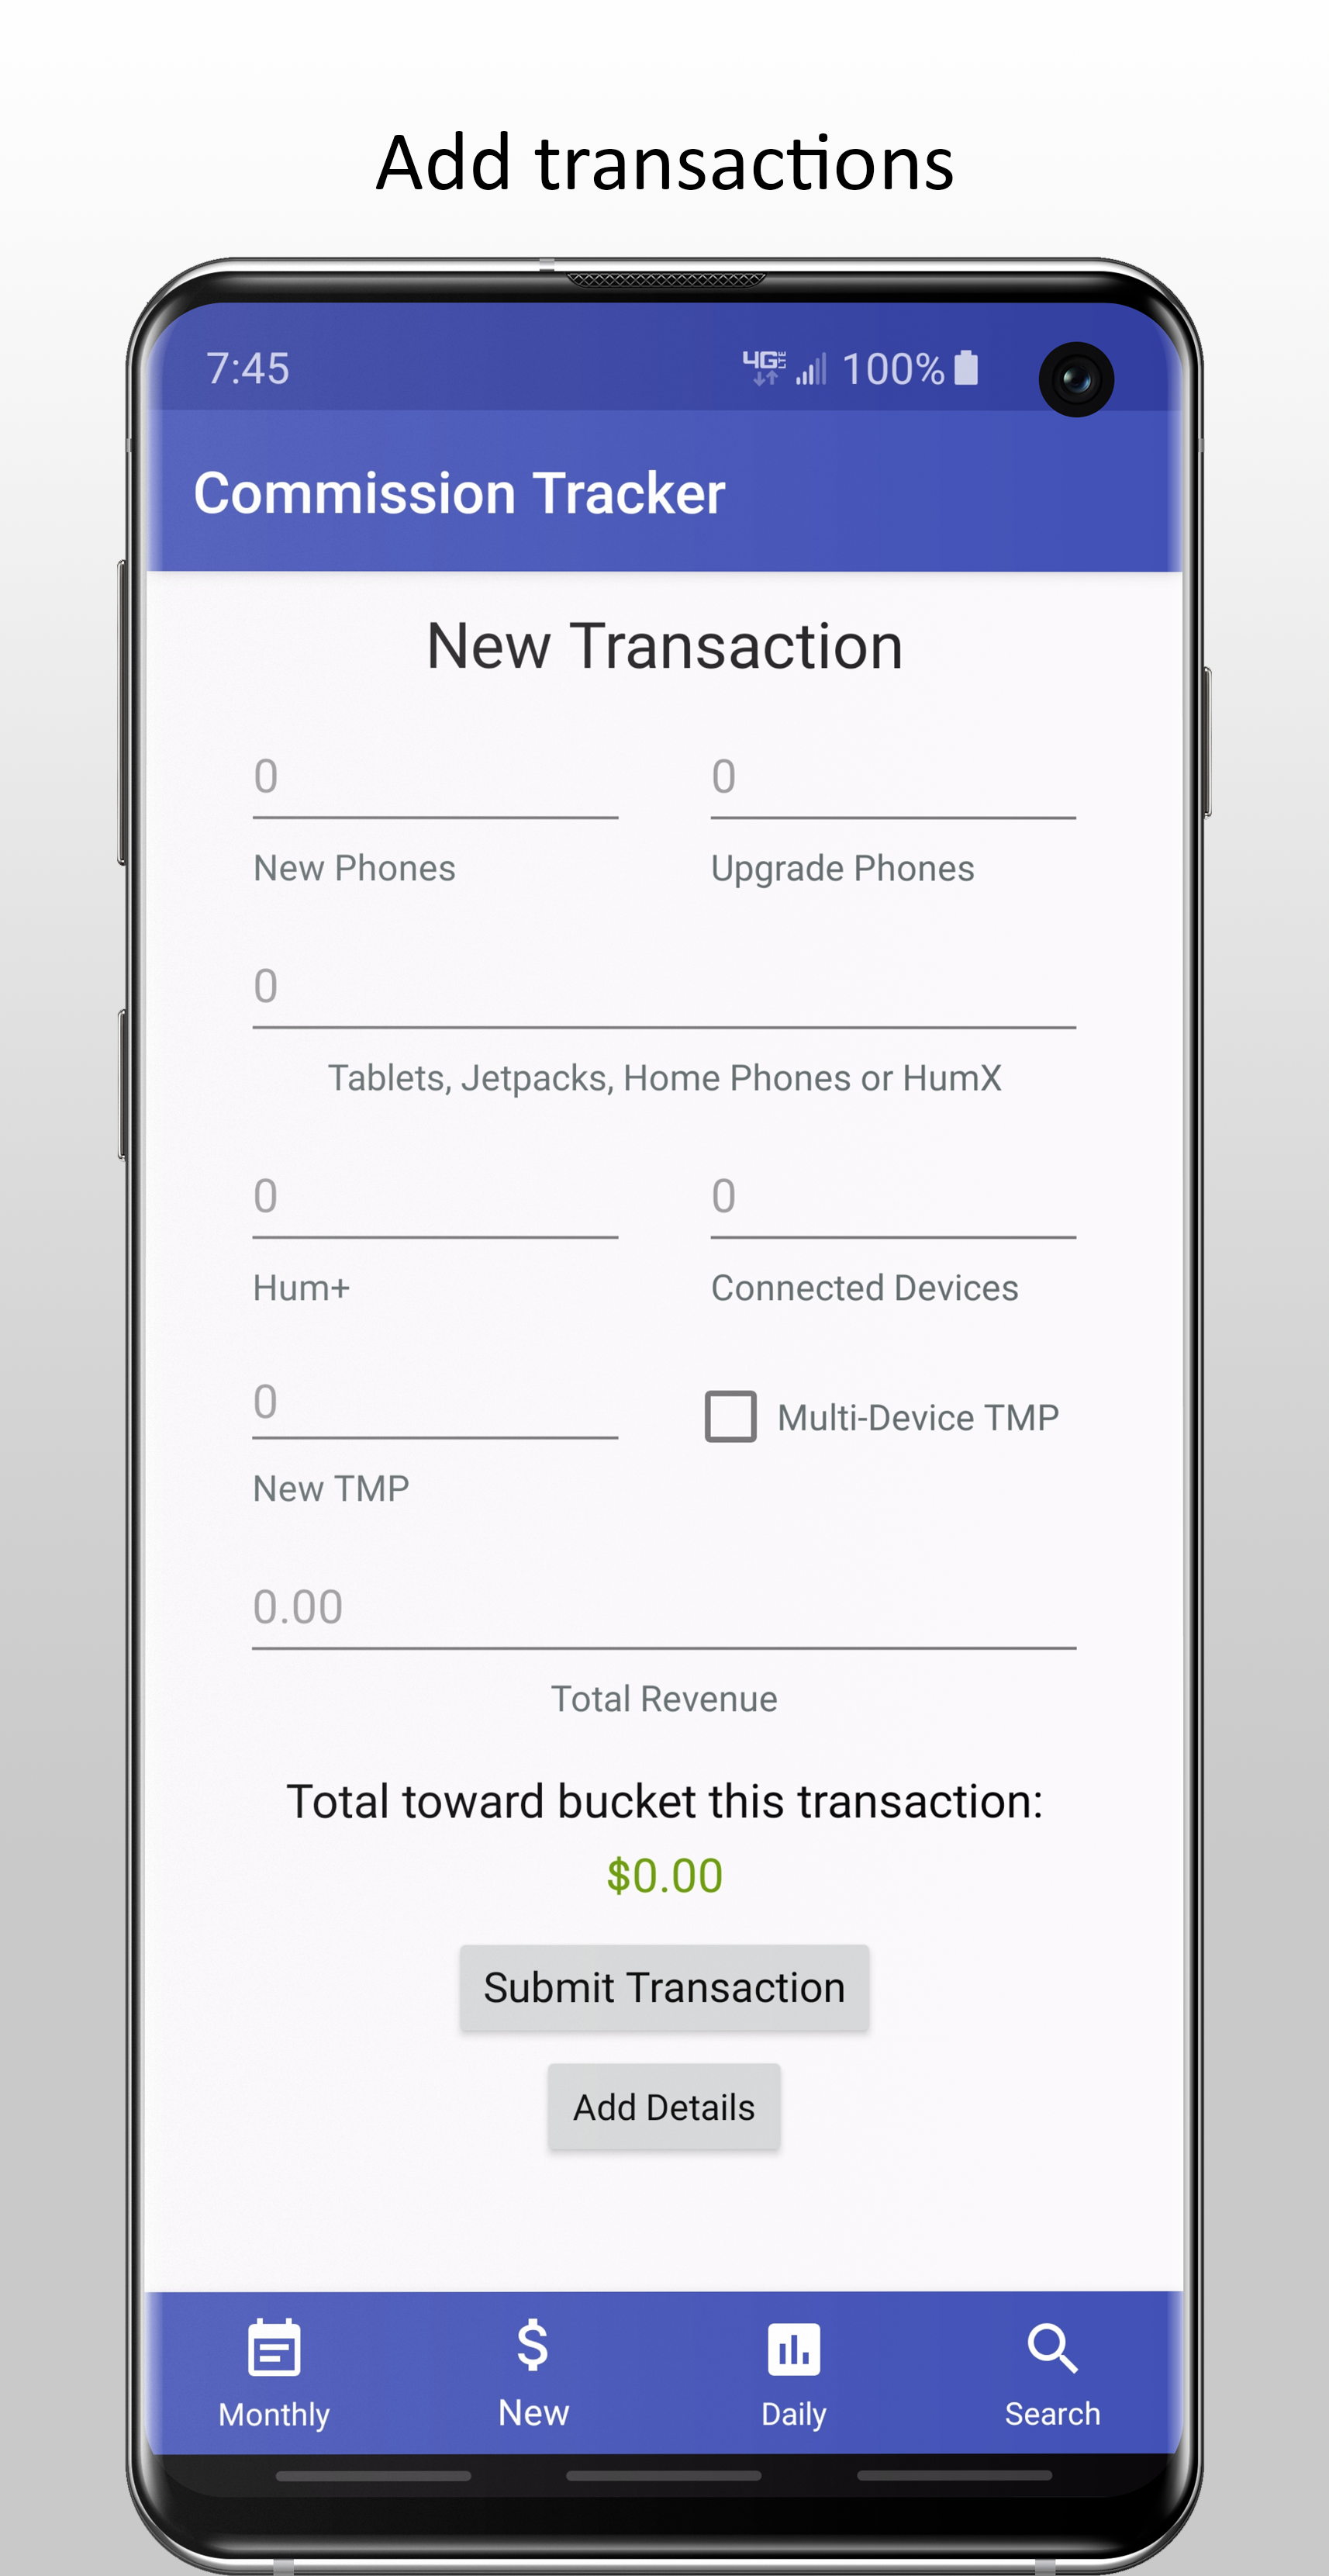 Add transactions
7:45
4G LTE 100%
Commission Tracker
New Transaction
0 0
New Phones Upgrade Phones
0
Tablets, Jetpacks, Home Phones or HumX
0 0
Hum+ Connected Devices
0
Multi-Device TMP
New TMP
0.00
Total Revenue
Total toward bucket this transaction:
$0.00
Submit Transaction
Add Details
Monthly New Daily Search